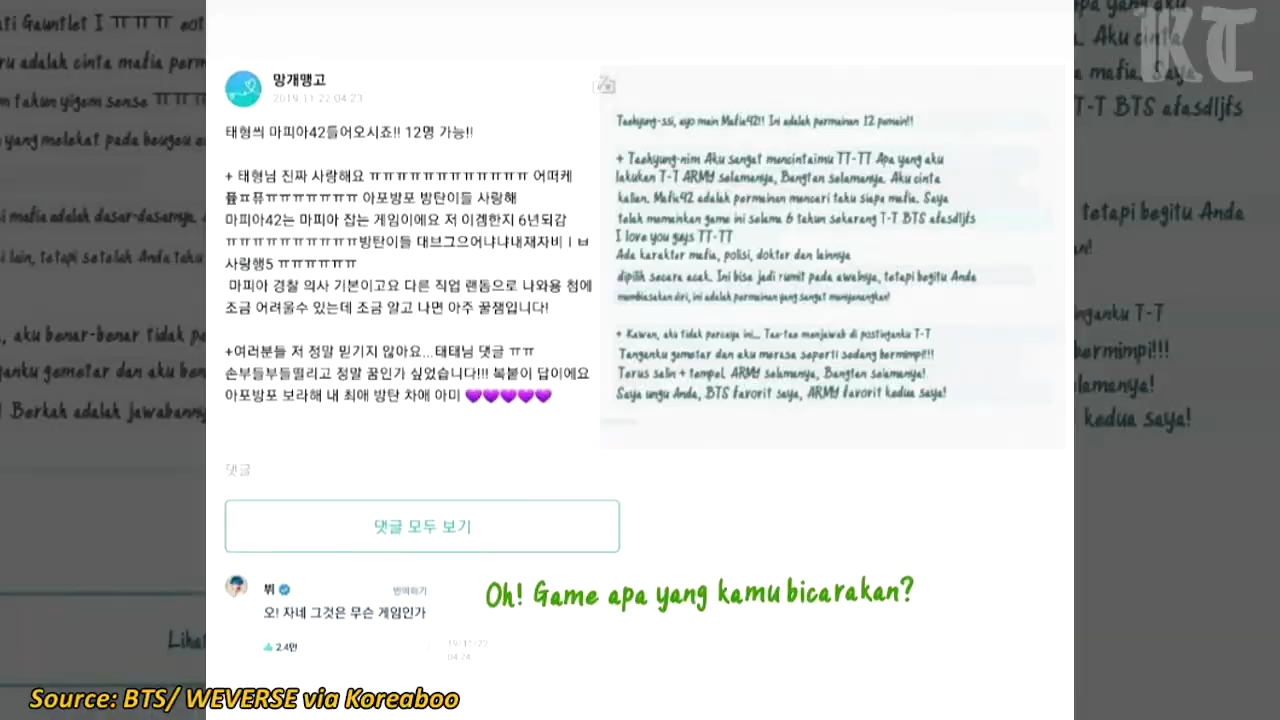 망개맹고
2019.11.22 04:23
태형씩 마피아42들어오시죠!! 12명 가능!!
+ 태형님 진짜 사랑해요 ㅠㅠㅠㅠㅠㅠㅠㅠㅠㅠㅠㅠ 어떠케
픂ㅍ퓨ㅠㅠㅠㅠㅠㅠㅠ 아포방포 방탄이들 사랑해
마피아42는 마피아 잡는 게임이에요 저 이겜한지 6년되감
ㅠㅠㅠㅠㅠㅠㅠㅠㅠㅠ방탄이들 대브그으어냐냐내재자비ㅣㅂ
사랑행5 ㅠㅠㅠㅠㅠㅠ
마피아 경찰 의사 기본이고요 다른 직업 랜덤으로 나와용 첨에
조금 어려울수 있는데 조금 알고 나면 아주 꿀잼입니다!
+여러분들 저 정말 믿기지 않아요...태태님 댓글 ㅠㅠ
손부들부들떨리고 정말 꿈인가 싶었습니다!!! 복붙이 답이에요
아포방포 보라해 내 최애 방탄 차애 아미 💜💜💜💜💜
Taehyung-ssi, ayo main Mafia42!! Ini adalah permainan 12 pemain!!
+ Taehyung-nim Aku sangat mencintaimu TT-TT Apa yang aku
lakukan T-T ARMY selamanya, Bangtan selamanya. Aku cinta
kalian. Mafia42 adalah permainan mencari tahu siapa mafia. Saya
telah memainkan game ini selama 6 tahun sekarang T-T BTS afasdljfs
I love you guys TT-TT
Ada karakter mafia, polisi, dokter dan lainnya
dipilih secara acak. Ini bisa jadi rumit pada awalnya, tetapi begitu Anda
membiasakan diri, ini adalah permainan yang sangat menyenangkan!
+ Kawan, aku tidak percaya ini... Tae-tae menjawab di postinganku T-T
Tanganku gemetar dan aku merasa seperti sedang bermimpi!!!
Terus salin + tempel. ARMY selamanya, Bangtan selamanya!
Saya ungu Anda, BTS favorit saya, ARMY favorit kedua saya!
댓글
댓글 모두 보기
뷔
번역하기
오! 자네 그것은 무슨 게임인가
2.4만
19/11/22
04:24
Oh! Game apa yang kamu bicarakan?
Source: BTS/ WEVERSE via Koreaboo
KT